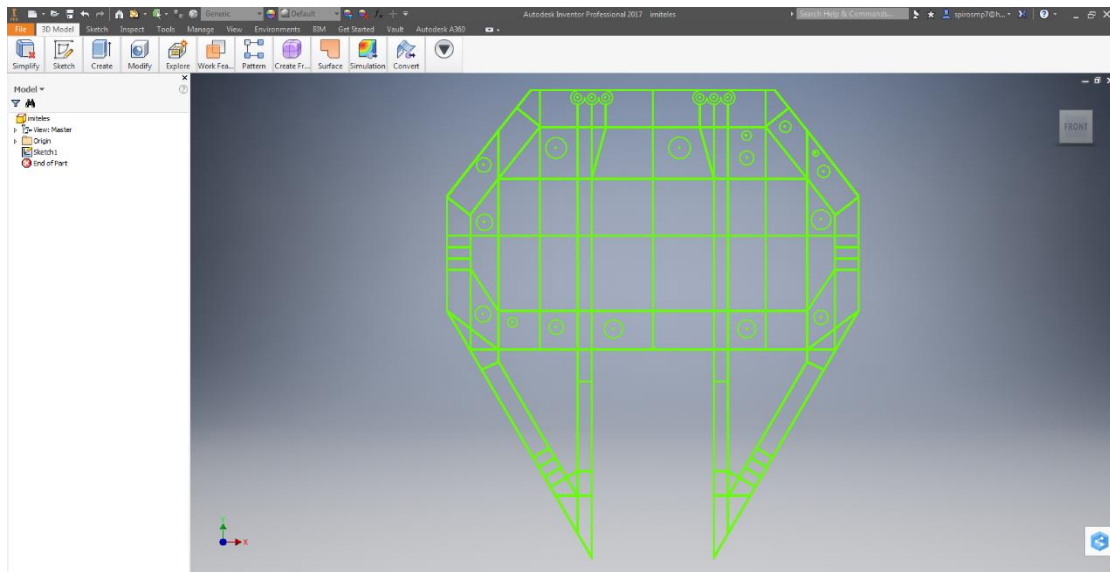 PRO Generic Default Autodesk Inventor Professional 2017 imiteles Search Help & Commands... spirosmp7@h...
File 3D Model Sketch Inspect Tools Manage View Environments BIM Get Started Vault Autodesk A360
Simplify Sketch Create Modify Explore Work Fea... Pattern Create Fr... Surface Simulation Convert
Model
imiteles
View: Master
Origin
Sketch1
End of Part
FRONT
Y
X